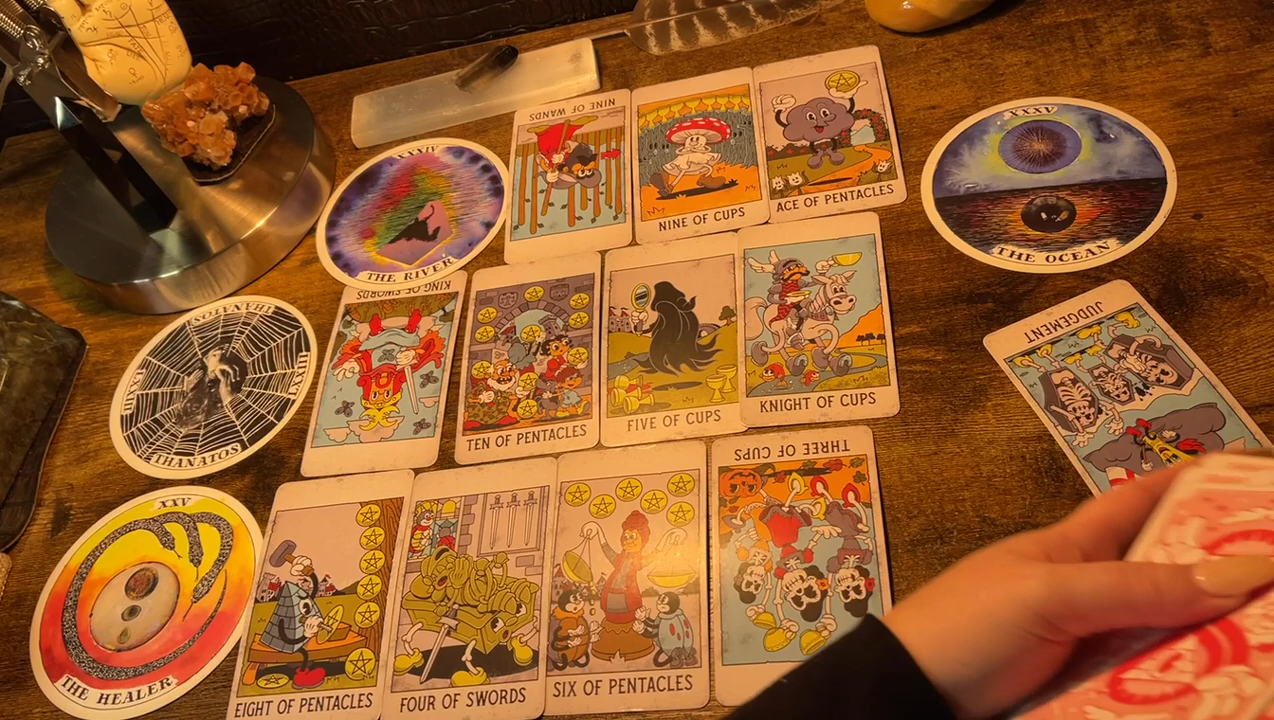 XXXIV
THE RIVER
NINE OF WANDS
NINE OF CUPS
ACE OF PENTACLES
XXXV
THE OCEAN
THANATOS
THANATOS
KING OF SWORDS
TEN OF PENTACLES
FIVE OF CUPS
KNIGHT OF CUPS
JUDGEMENT
XXV
THE HEALER
EIGHT OF PENTACLES
FOUR OF SWORDS
SIX OF PENTACLES
THREE OF CUPS